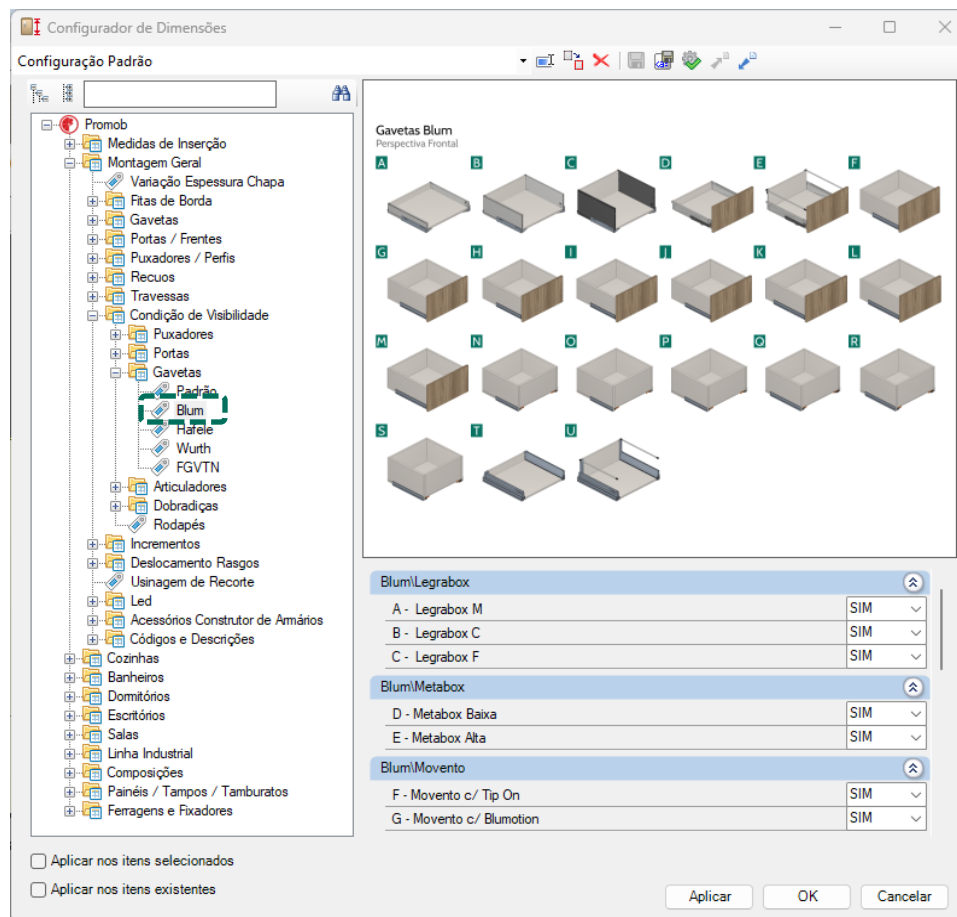 Configurador de Dimensões
Configuração Padrão
Promob
Medidas de Inserção
Montagem Geral
Variação Espessura Chapa
Fitas de Borda
Gavetas
Portas / Frentes
Puxadores / Perfis
Recuos
Travessas
Condição de Visibilidade
Puxadores
Portas
Gavetas
Padrão
Blum
Hafele
Wurth
FGVTN
Articuladores
Dobradiças
Rodapés
Incrementos
Deslocamento Rasgos
Usinagem de Recorte
Led
Acessórios Construtor de Armários
Códigos e Descrições
Cozinhas
Banheiros
Dormitórios
Escritórios
Salas
Linha Industrial
Composições
Painéis / Tampos / Tamburatos
Ferragens e Fixadores
Gavetas Blum
Perspectiva Frontal
A B C D E F
G H I J K L
M N O P Q R
S T U
Blum\Legrabox
A - Legrabox M SIM
B - Legrabox C SIM
C - Legrabox F SIM
Blum\Metabox
D - Metabox Baixa SIM
E - Metabox Alta SIM
Blum\Movento
F - Movento c/ Tip On SIM
G - Movento c/ Blumotion SIM
Aplicar nos itens selecionados
Aplicar nos itens existentes
Aplicar OK Cancelar